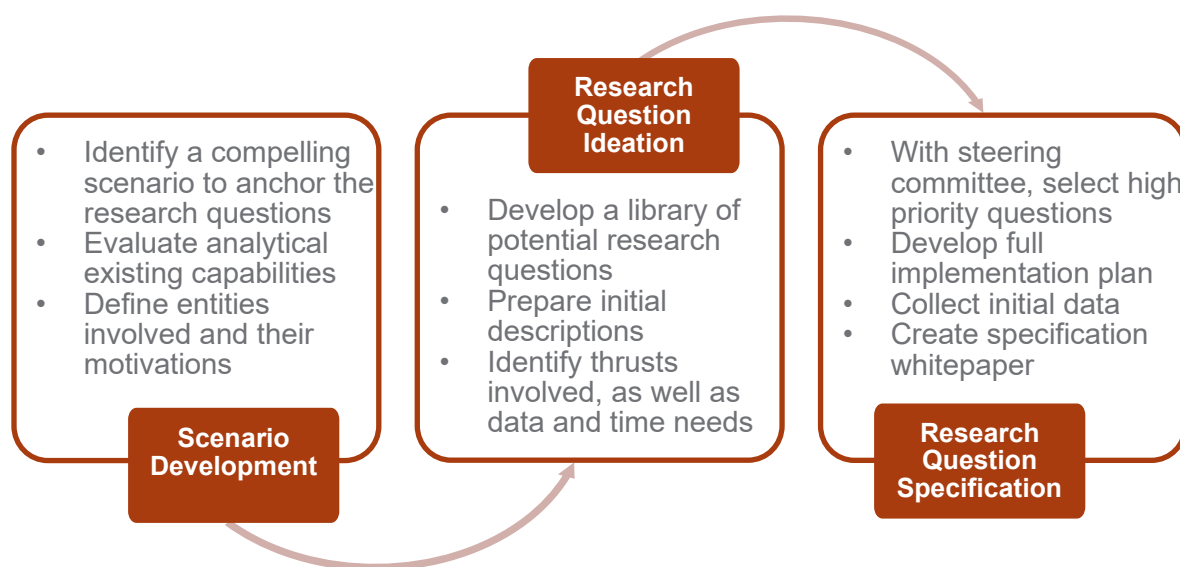 • Identify a compelling
scenario to anchor the
research questions
• Evaluate analytical
existing capabilities
• Define entities
involved and their
motivations
Scenario
Development
Research
Question
Ideation
• Develop a library of
potential research
questions
• Prepare initial
descriptions
• Identify thrusts
involved, as well as
data and time needs
• With steering
committee, select high
priority questions
• Develop full
implementation plan
• Collect initial data
• Create specification
whitepaper
Research
Question
Specification